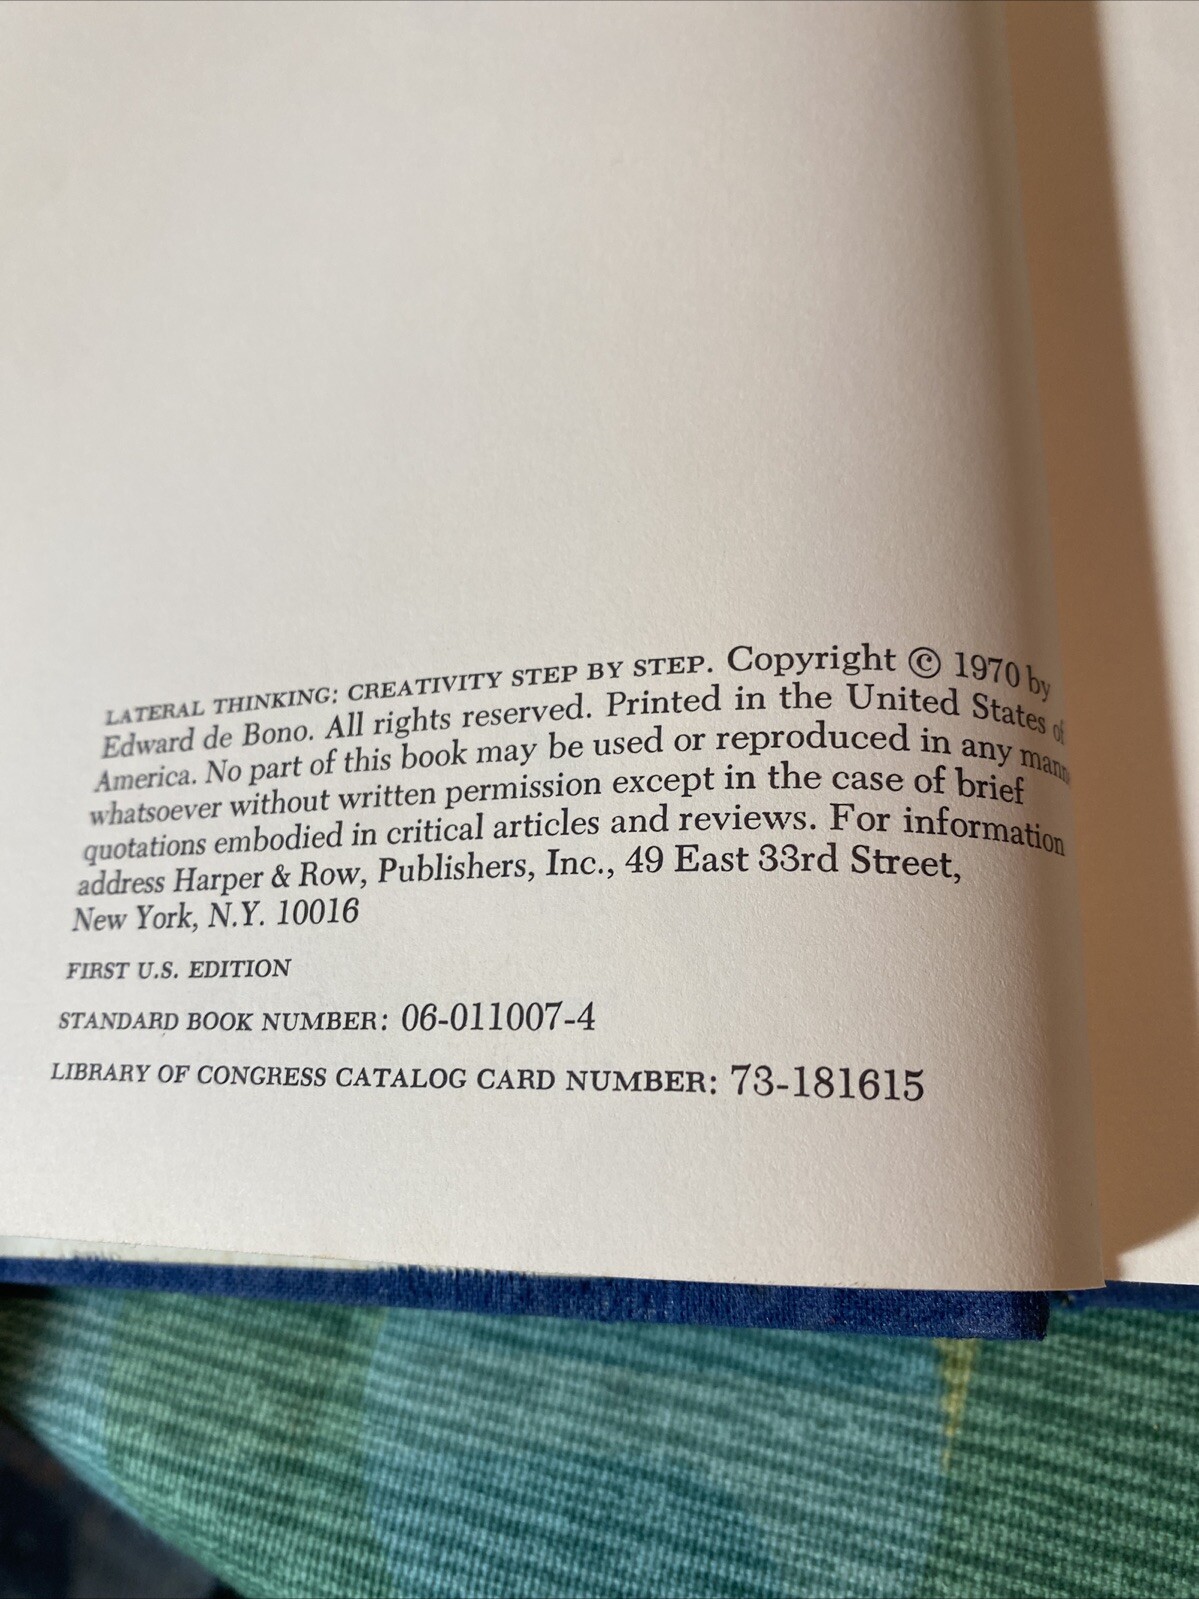 LATERAL THINKING: CREATIVITY STEP BY STEP. Copyright © 1970 by
Edward de Bono. All rights reserved. Printed in the United States of
America. No part of this book may be used or reproduced in any
whatsoever without written permission except in the case of brief
quotations embodied in critical articles and reviews. For information
address Harper & Row, Publishers, Inc., 49 East 33rd Street,
New York, N.Y. 10016
FIRST U.S. EDITION
STANDARD BOOK NUMBER: 06-011007-4
LIBRARY OF CONGRESS CATALOG CARD NUMBER: 73-181615